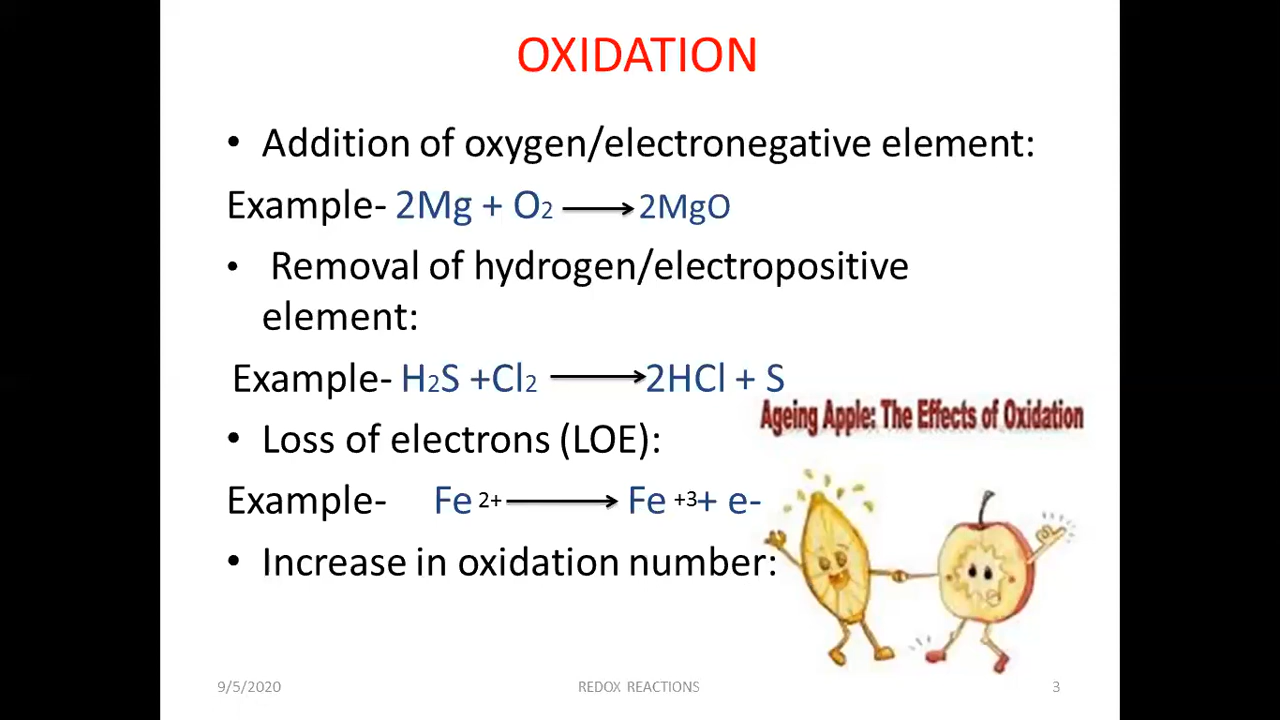 OXIDATION
• Addition of oxygen/electronegative element:
Example- 2Mg + O2 ⟶ 2MgO
• Removal of hydrogen/electropositive
element:
Example- H2S +Cl2 ⟶ 2HCl + S
Ageing Apple: The Effects of Oxidation
• Loss of electrons (LOE):
Example- Fe 2+ ⟶ Fe +3+ e-
• Increase in oxidation number:
9/5/2020
REDOX REACTIONS
3